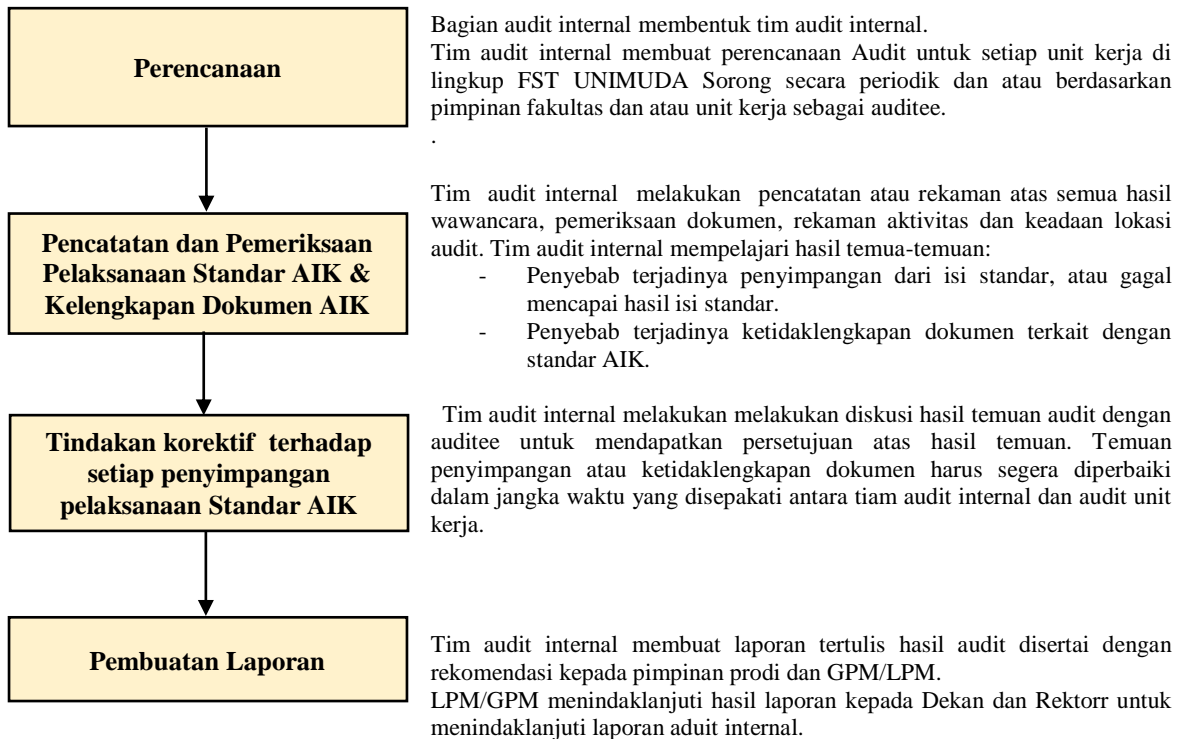 Perencanaan
Bagian audit internal membentuk tim audit internal.
Tim audit internal membuat perencanaan Audit untuk setiap unit kerja di
lingkup FST UNIMUDA Sorong secara periodik dan atau berdasarkan
pimpinan fakultas dan atau unit kerja sebagai auditee.
.
Pencatatan dan Pemeriksaan
Pelaksanaan Standar AIK &
Kelengkapan Dokumen AIK
Tim audit internal melakukan pencatatan atau rekaman atas semua hasil
wawancara, pemeriksaan dokumen, rekaman aktivitas dan keadaan lokasi
audit. Tim audit internal mempelajari hasil temua-temuan:
- Penyebab terjadinya penyimpangan dari isi standar, atau gagal
mencapai hasil isi standar.
- Penyebab terjadinya ketidaklengkapan dokumen terkait dengan
standar AIK.
Tindakan korektif terhadap
setiap penyimpangan
pelaksanaan Standar AIK
Tim audit internal melakukan melakukan diskusi hasil temuan audit dengan
auditee untuk mendapatkan persetujuan atas hasil temuan. Temuan
penyimpangan atau ketidaklengkapan dokumen harus segera diperbaiki
dalam jangka waktu yang disepakati antara tiam audit internal dan audit unit
kerja.
Pembuatan Laporan
Tim audit internal membuat laporan tertulis hasil audit disertai dengan
rekomendasi kepada pimpinan prodi dan GPM/LPM.
LPM/GPM menindaklanjuti hasil laporan kepada Dekan dan Rektorr untuk
menindaklanjuti laporan aduit internal.